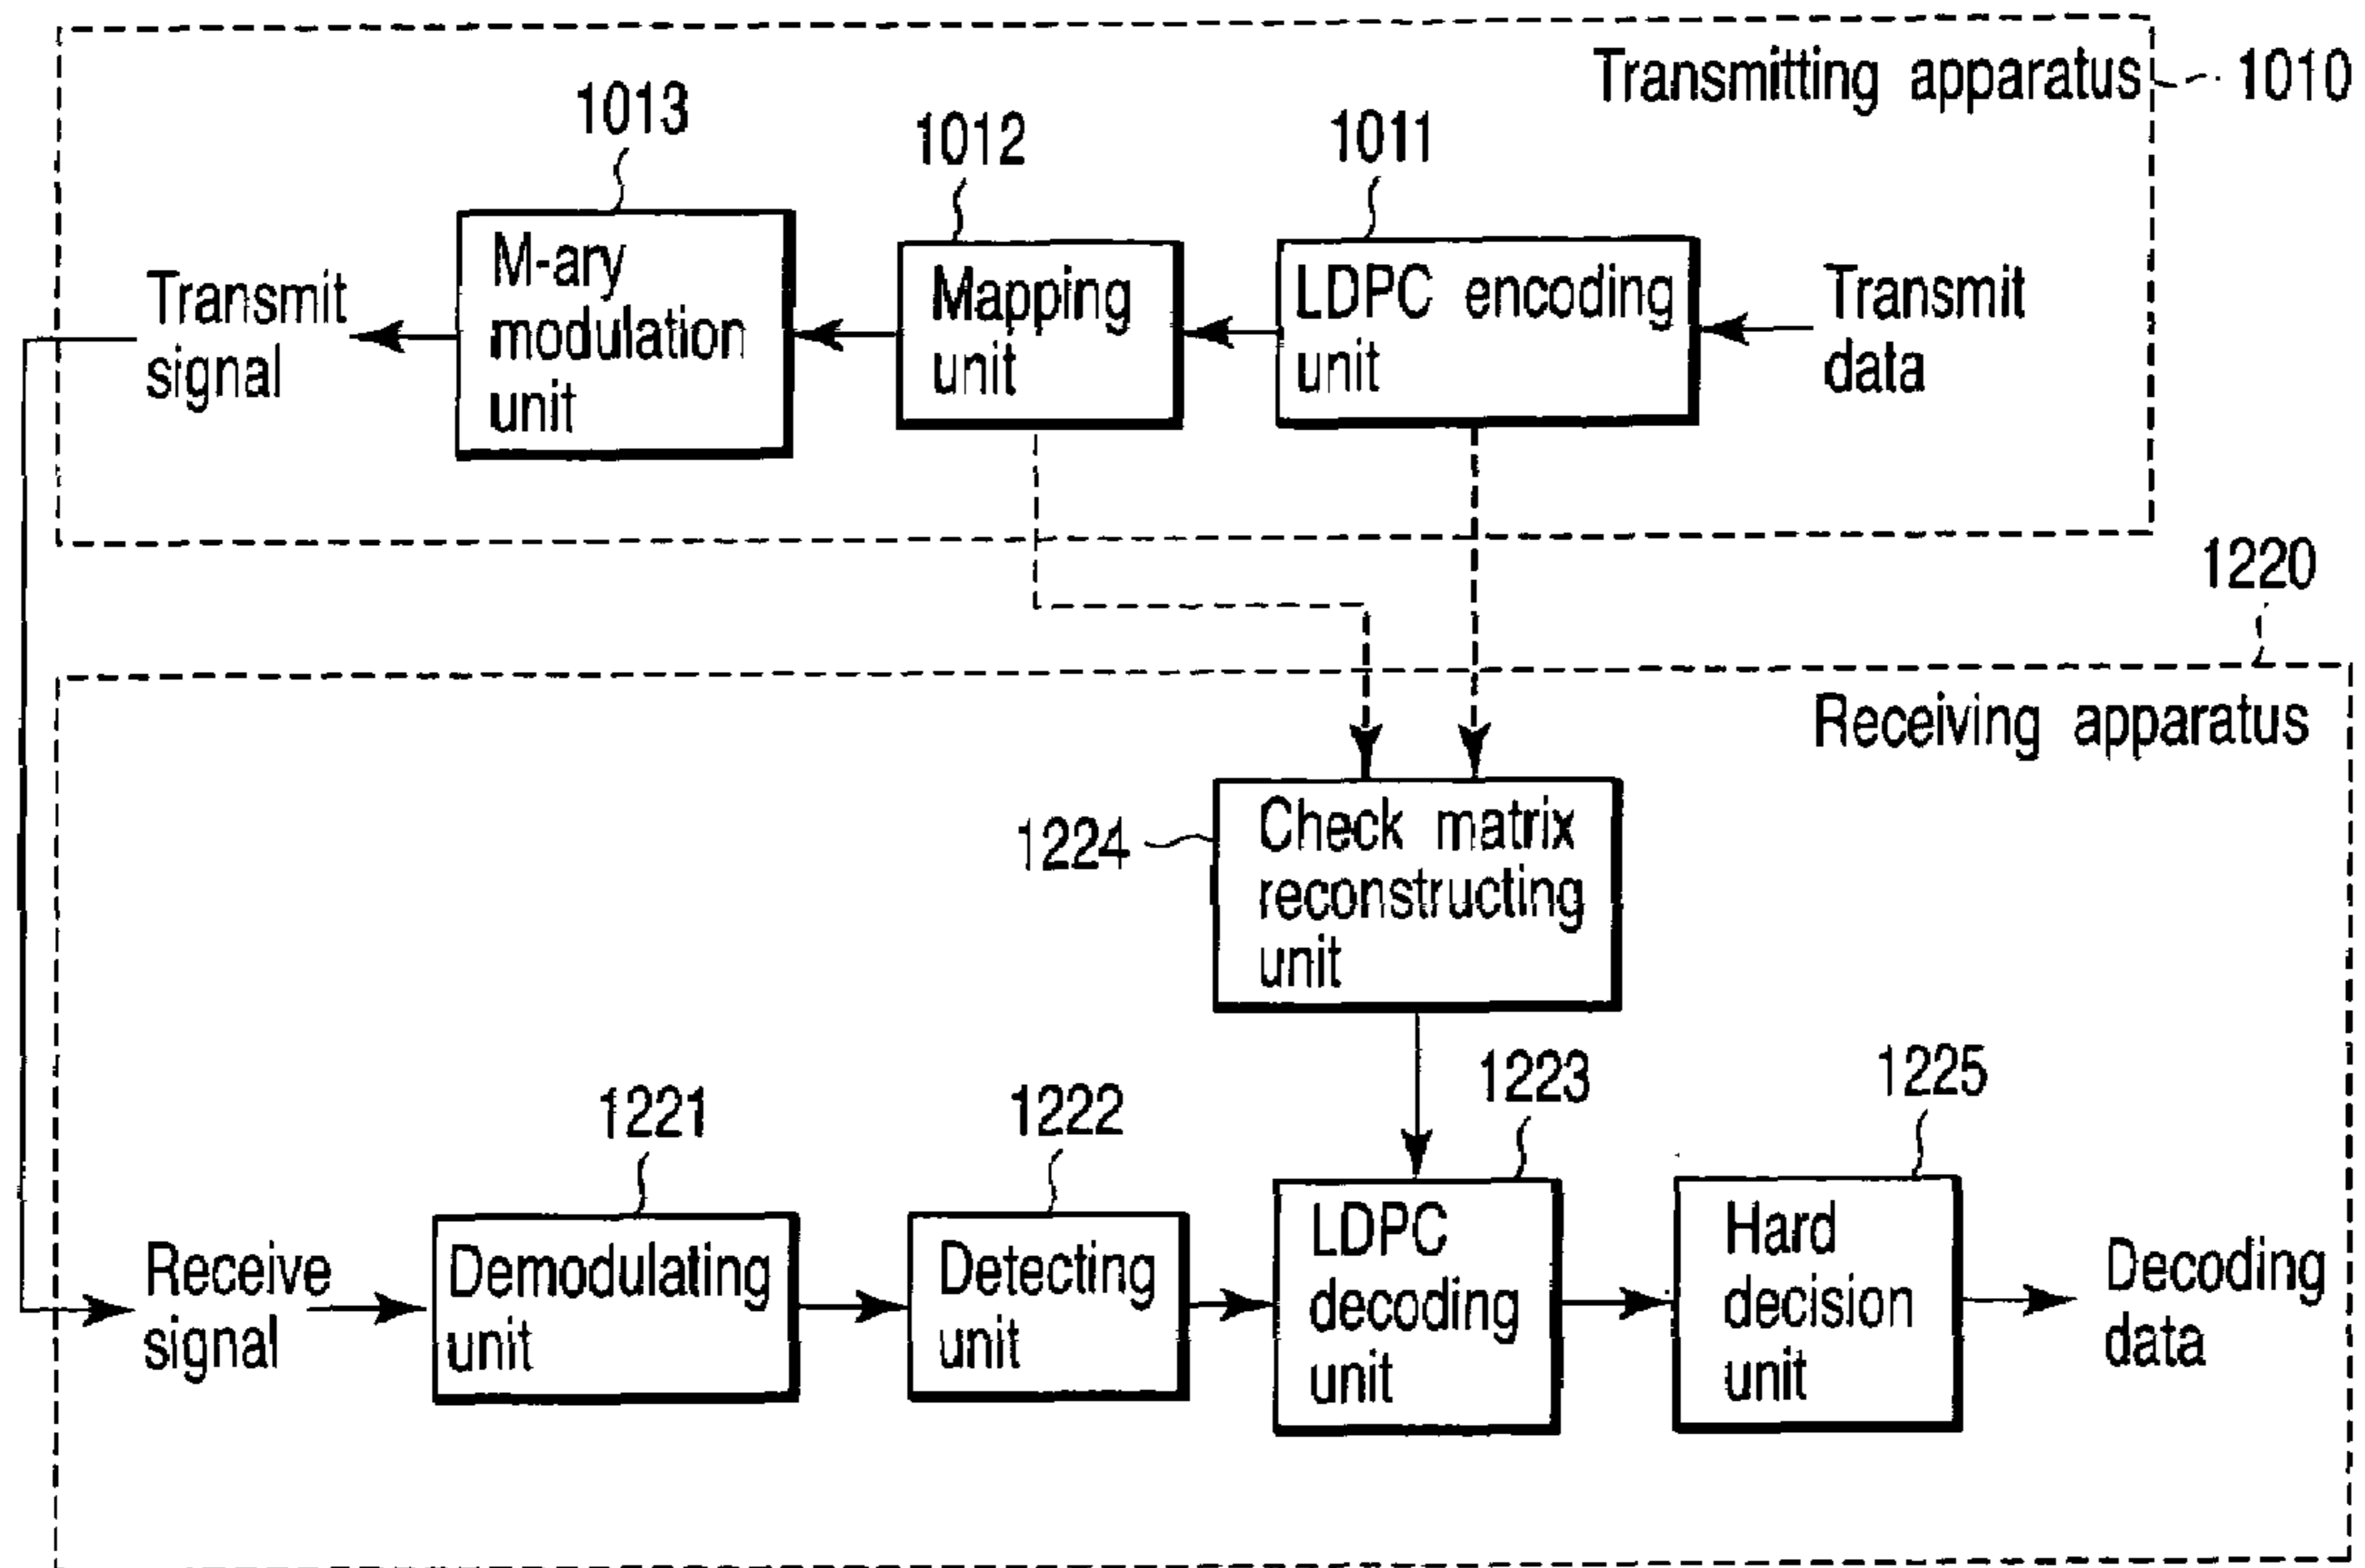 Transmitting apparatus
1010
1013
1012
1011
M-ary
modulation
unit
Mapping
unit
LDPC encoding
unit
Transmit
data
Transmit
signal
1220
Receiving apparatus
1224
Check matrix
reconstructing
unit
1221
1222
1223
1225
Receive
signal
Demodulating
unit
Detecting
unit
LDPC
decoding
unit
Hard
decision
unit
Decoding
data